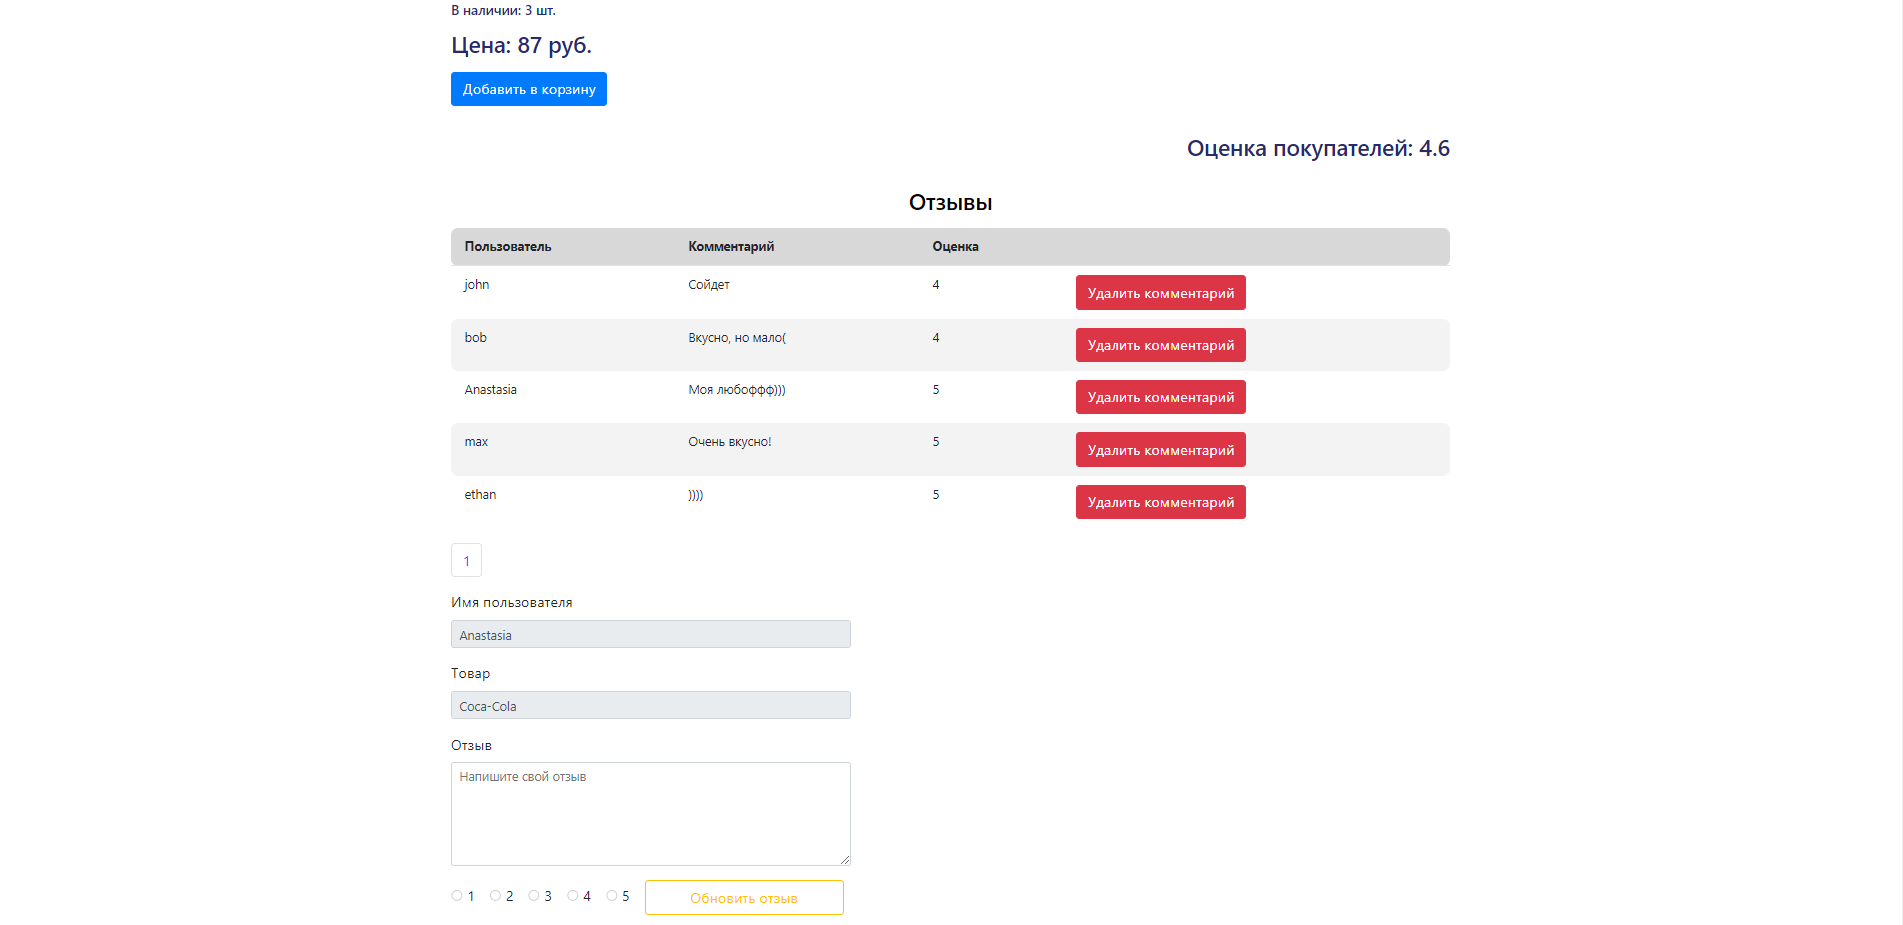 В наличии: 3 шт.
Цена: 87 руб.
Добавить в корзину
Оценка покупателей: 4.6
Отзывы
Пользователь Комментарий Оценка
john Сойдет 4 Удалить комментарий
bob Вкусно, но мало( 4 Удалить комментарий
Anastasia Моя любоффф))) 5 Удалить комментарий
max Очень вкусно! 5 Удалить комментарий
ethan )))) 5 Удалить комментарий
1
Имя пользователя
Anastasia
Товар
Coca-Cola
Отзыв
Напишите свой отзыв
1 2 3 4 5 Обновить отзыв